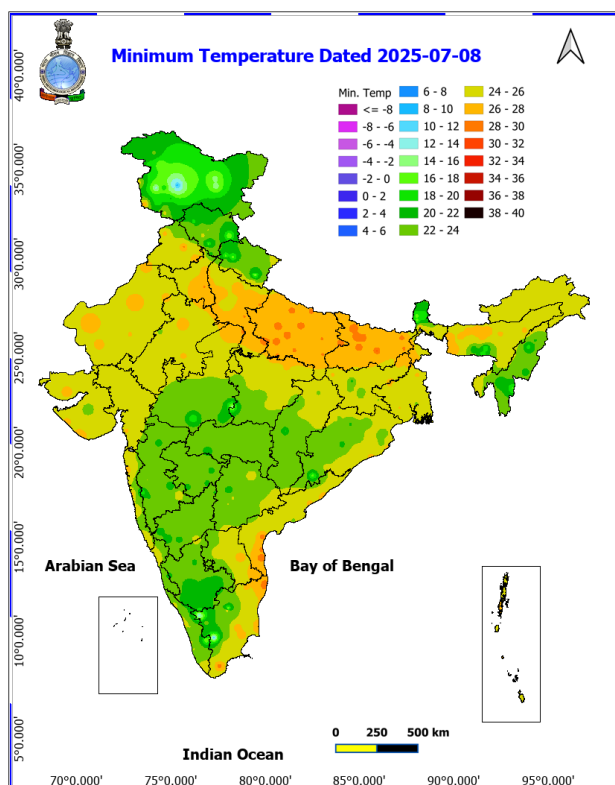 Minimum Temperature Dated 2025-07-08
Min. Temp
<= -8
-8 - -6
-6 - -4
-4 - -2
-2 - 0
0 - 2
2 - 4
4 - 6
6 - 8
8 - 10
10 - 12
12 - 14
14 - 16
16 - 18
18 - 20
20 - 22
22 - 24
24 - 26
26 - 28
28 - 30
30 - 32
32 - 34
34 - 36
36 - 38
38 - 40
40°0.000'
35°0.000'
30°0.000'
25°0.000'
20°0.000'
15°0.000'
10°0.000'
5°0.000'
Arabian Sea
Bay of Bengal
Indian Ocean
0 250 500 km
70°0.000' 75°0.000' 80°0.000' 85°0.000' 90°0.000' 95°0.000'